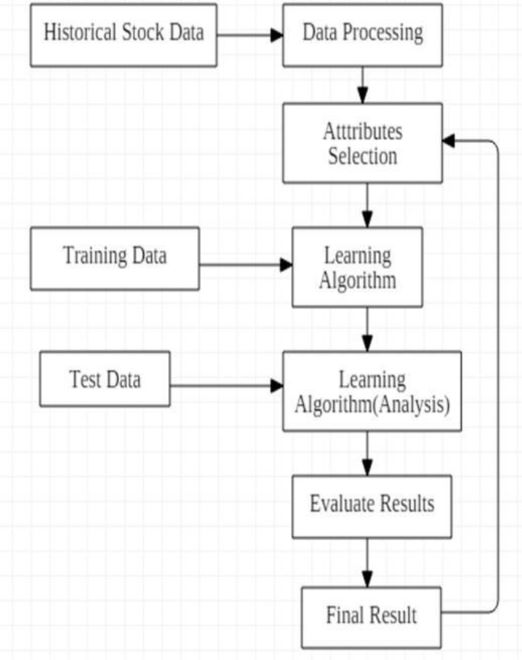 Historical Stock Data
Data Processing
Atttributes
Selection
Training Data
Learning
Algorithm
Test Data
Learning
Algorithm(Analysis)
Evaluate Results
Final Result